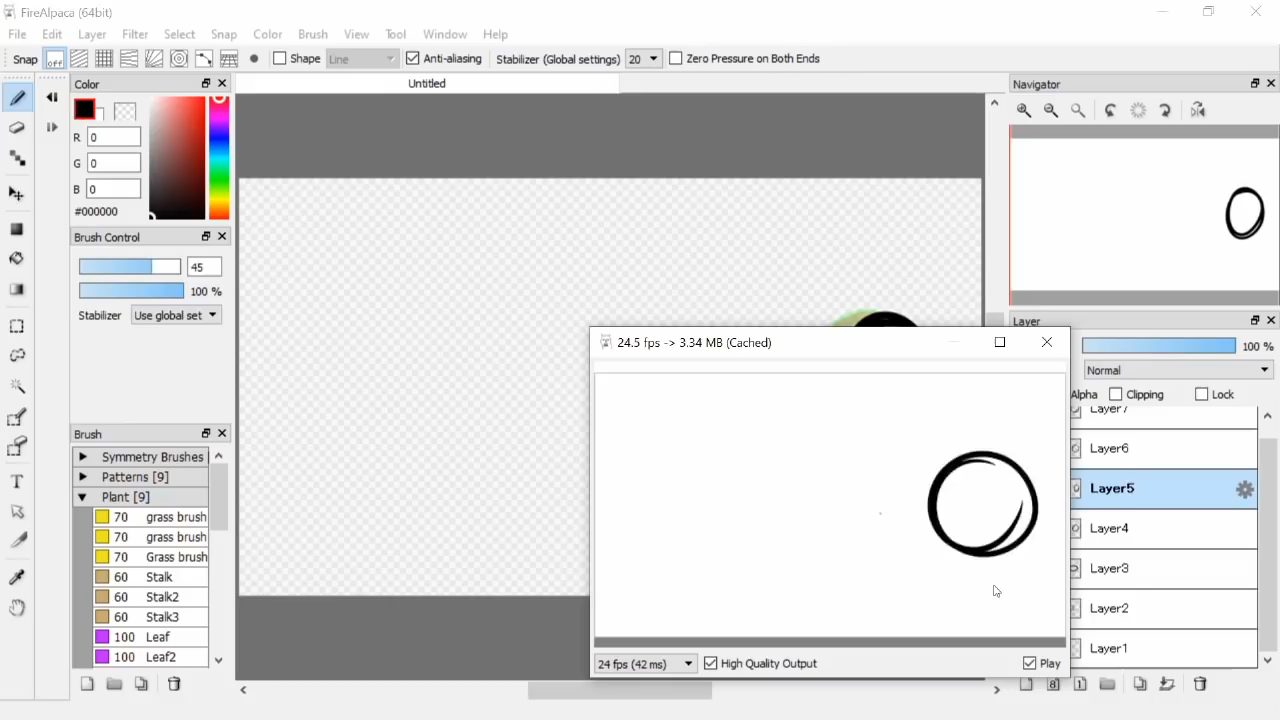 FireAlpaca (64bit)
File Edit Layer Filter Select Snap Color Brush View Tool Window Help
Snap off Shape Line Anti-aliasing Stabilizer (Global settings) 20 Zero Pressure on Both Ends
Color
Untitled
Navigator
R 0
G 0
B 0
#000000
Brush Control
45
100 %
Stabilizer Use global set
Layer
24.5 fps -> 3.34 MB (Cached)
100 %
Normal
Alpha Clipping Lock
Layer7
Layer6
Layer5
Layer4
Layer3
Layer2
Layer1
Brush
Symmetry Brushes
Patterns [9]
Plant [9]
70 grass brush
70 grass brush
70 Grass brush
60 Stalk
60 Stalk2
60 Stalk3
100 Leaf
100 Leaf2
24 fps (42 ms) High Quality Output Play
8 1